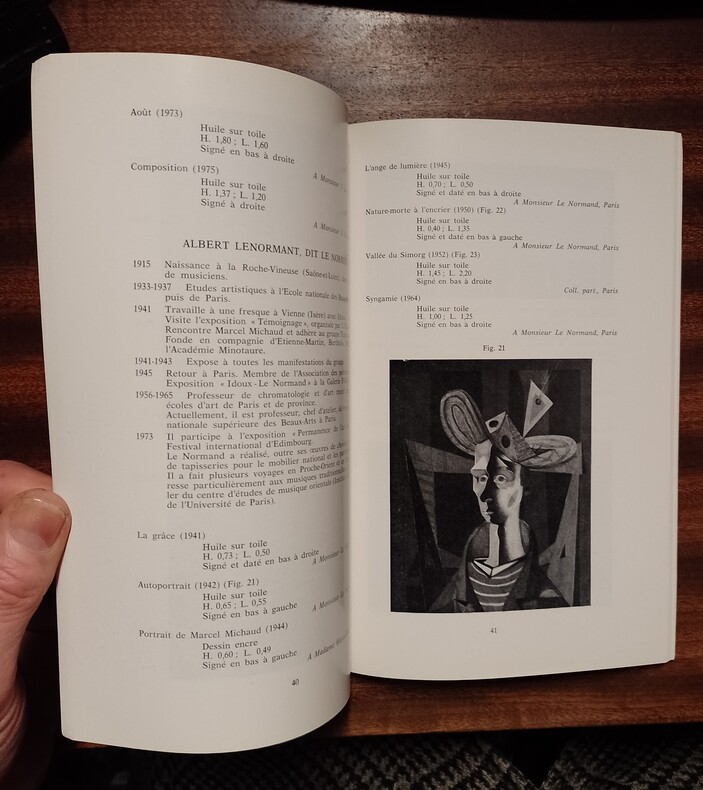 Août (1973)
Huile sur toile
H. 1,80 ; L. 1,60
Signé en bas à droite
A Monsieur
Composition (1975)
Huile sur toile
H. 1,37 ; L. 1,20
Signé à droite
A Monsieur
ALBERT LENORMANT, DIT LE
1915 Naissance à la Roche-Vineuse (Saône-et-Loire),
de musiciens.
1933-1937 Etudes artistiques à l'Ecole nationale des
puis de Paris.
1941 Travaille à une fresque à Vienne (Isère) avec
Visite l'exposition « Témoignage », organisée par
Rencontre Marcel Michaud et adhère au groupe
Fonde en compagnie d'Etienne-Martin,
l'Académie Minotaure.
1941-1943 Expose à toutes les manifestations du groupe
1945 Retour à Paris. Membre de l'Association des
Exposition « Idoux - Le Normand » à la Galerie
1956-1965 Professeur de chromatologie et d'art
écoles d'art de Paris et de province.
Actuellement, il est professeur, chef d'atelier,
nationale supérieure des Beaux-Arts à Paris.
1973 Il participe à l'exposition « Permanence de
Festival international d'Edimbourg.
Le Normand a réalisé, outre ses œuvres de
de tapisseries pour le mobilier national et les
Il a fait plusieurs voyages en Proche-Orient et
resse particulièrement aux musiques traditionnelles
ler du centre d'études de musique orientale
de l'Université de Paris).
La grâce (1941)
Huile sur toile
H. 0,73 ; L. 0,50
Signé et daté en bas à droite
A Monsieur
Autoportrait (1942) (Fig. 21)
Huile sur toile
H. 0,65 ; L. 0,55
Signé en bas à gauche
A Monsieur
Portrait de Marcel Michaud (1944)
Dessin encre
H. 0,60 ; L. 0,49
Signé en bas à gauche
A Madame
40
L'ange de lumière (1945)
Huile sur toile
H. 0,70 ; L. 0,50
Signé et daté en bas à droite
A Monsieur Le Normand, Paris
Nature-morte à l'encrier (1950) (Fig. 22)
Huile sur toile
H. 0,40 ; L. 1,35
Signé et daté en bas à gauche
A Monsieur Le Normand, Paris
Vallée du Simorg (1952) (Fig. 23)
Huile sur toile
H. 1,45 ; L. 2,20
Signé en bas à droite
Coll. part., Paris
Syngamie (1964)
Huile sur toile
H. 1,00 ; L. 1,25
Signé en bas à droite
A Monsieur Le Normand, Paris
Fig. 21
41